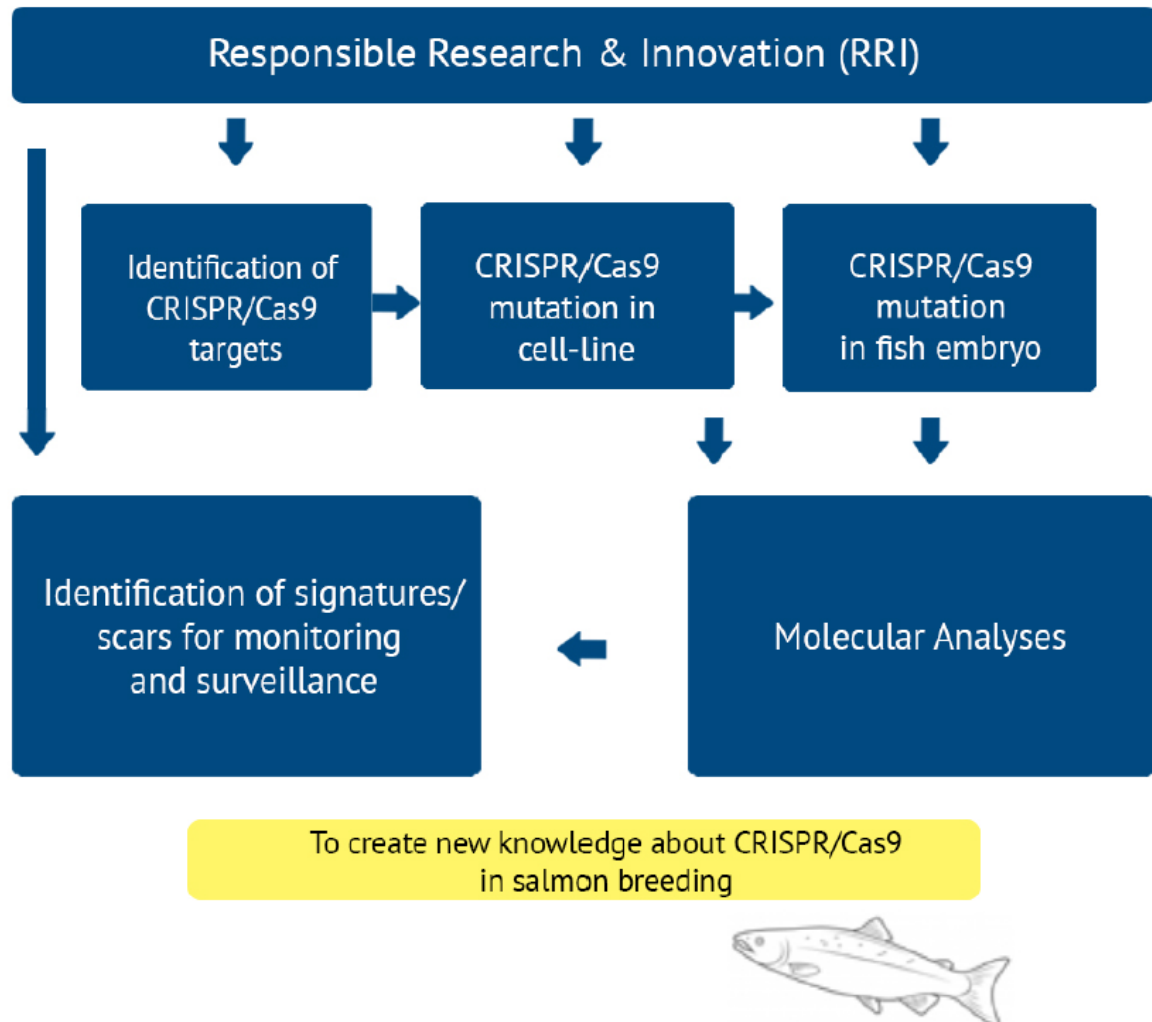 Responsible Research & Innovation (RRI)
Identification of
CRISPR/Cas9
targets
CRISPR/Cas9
mutation in
cell-line
CRISPR/Cas9
mutation
in fish embryo
Identification of signatures/
scars for monitoring
and surveillance
Molecular Analyses
To create new knowledge about CRISPR/Cas9
in salmon breeding